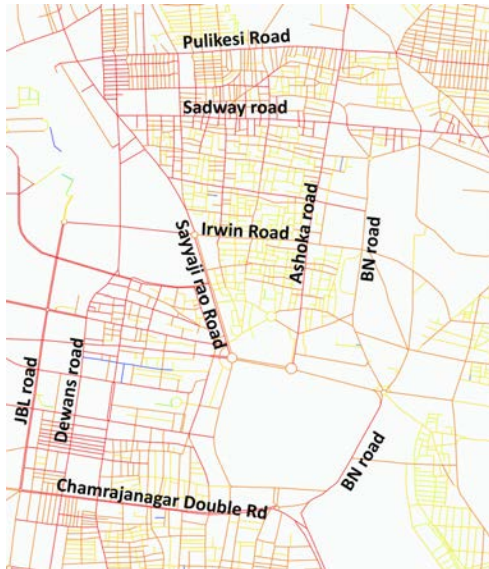 Pulikesi Road
Sadway road
Irwin Road
Sayyaji rao Road
Ashoka road
BN road
JBL road
Dewans road
BN road
Chamrajanagar Double Rd